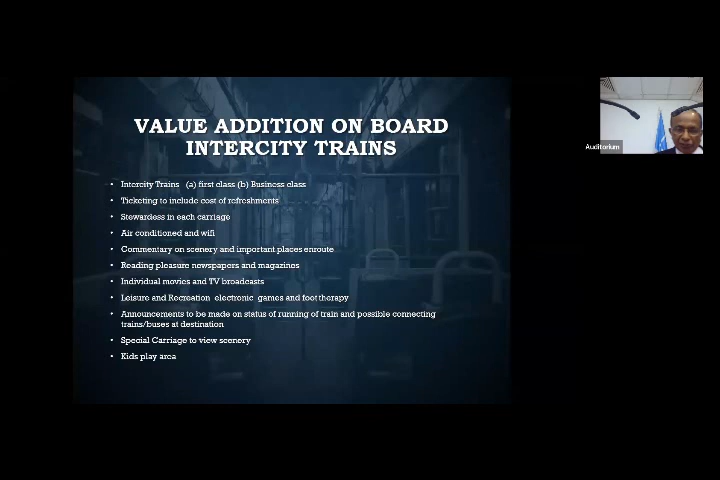 VALUE ADDITION ON BOARD
INTERCITY TRAINS
• Intercity Trains (a) first class (b) Business class
• Ticketing to include cost of refreshments
• Stewardess in each carriage
• Air conditioned and wifi
• Commentary on scenery and important places enroute
• Reading pleasure newspapers and magazines
• Individual movies and TV broadcasts
• Leisure and Recreation electronic games and foot therapy
• Announcements to be made on status of running of train and possible connecting
trains/buses at destination
• Special Carriage to view scenery
• Kids play area
Auditorium